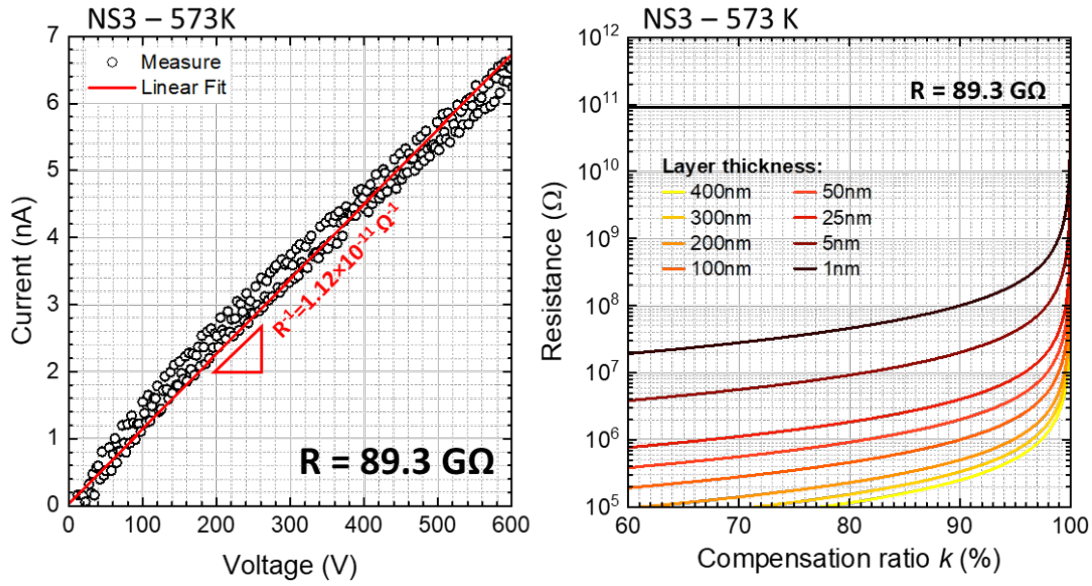 NS3 – 573K
Current (nA)
7
6
5
4
3
2
1
0
Measure
Linear Fit
R⁻¹=1.12×10⁻¹¹ Ω⁻¹
R = 89.3 GΩ
0 100 200 300 400 500 600
Voltage (V)
NS3 – 573 K
Resistance (Ω)
10¹²
10¹¹
10¹⁰
10⁹
10⁸
10⁷
10⁶
10⁵
R = 89.3 GΩ
Layer thickness:
400nm 50nm
300nm 25nm
200nm 5nm
100nm 1nm
60 70 80 90 100
Compensation ratio k (%)